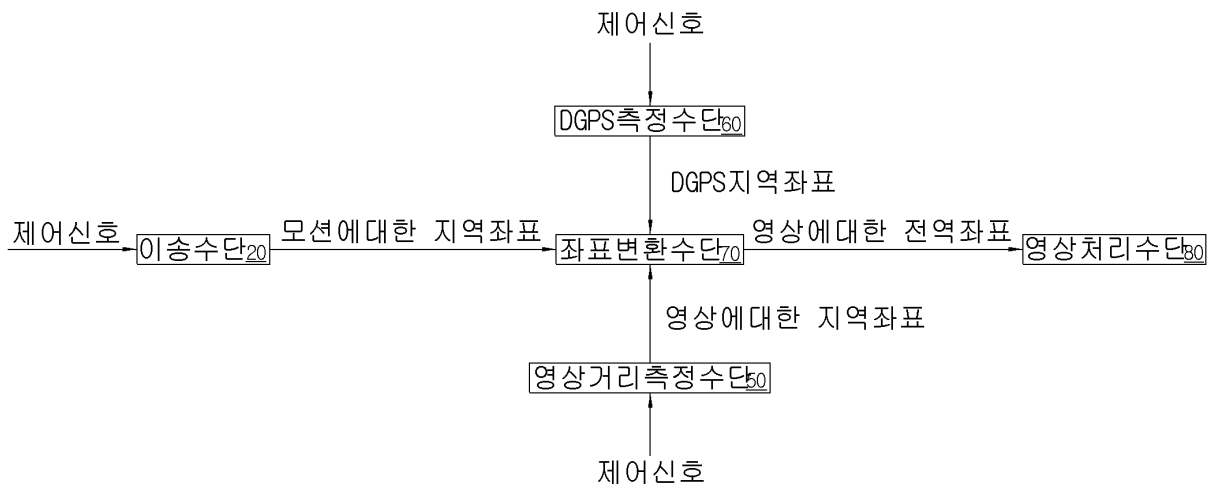 제어신호
DGPS측정수단60
DGPS지역좌표
제어신호
모션에대한 지역좌표
영상에대한 전역좌표
이송수단20
좌표변환수단70
영상처리수단80
영상에대한 지역좌표
영상거리측정수단50
제어신호